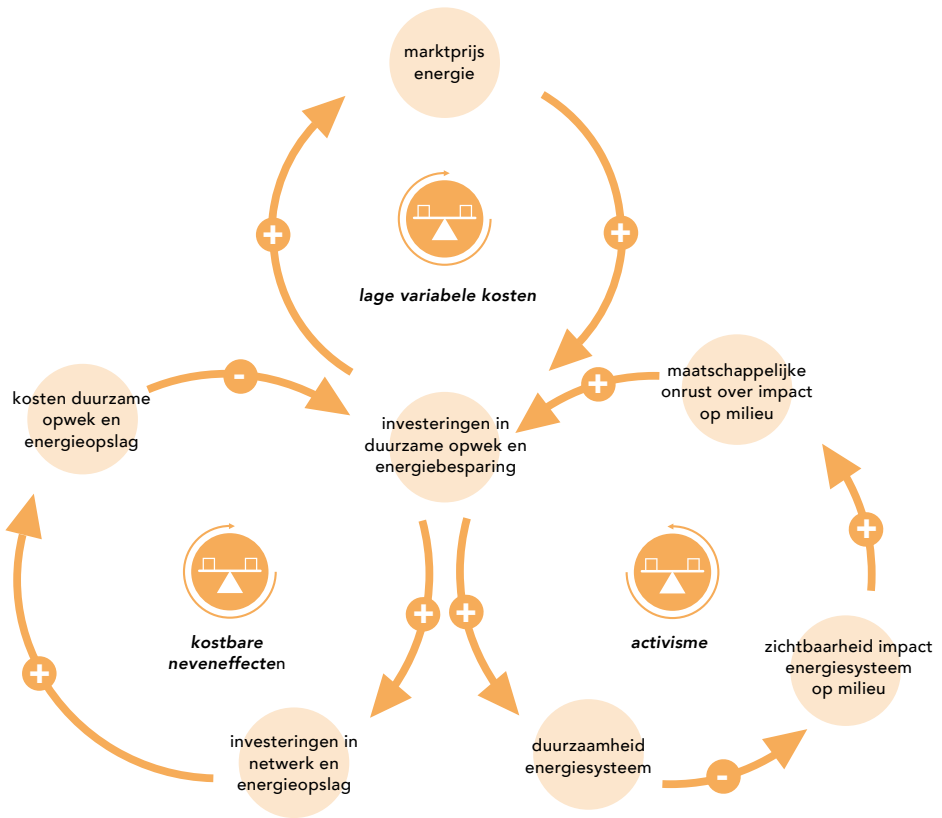 marktprijs
energie
+
+
lage variabele kosten
kosten duurzame
opwek en
energieopslag
-
investeringen in
duurzame opwek en
energiebesparing
+
maatschappelijke
onrust over impact
op milieu
+
kostbare
neveneffecten
+
+
+
activisme
zichtbaarheid impact
energiesysteem
op milieu
+
investeringen in
netwerk en
energieopslag
duurzaamheid
energiesysteem
-